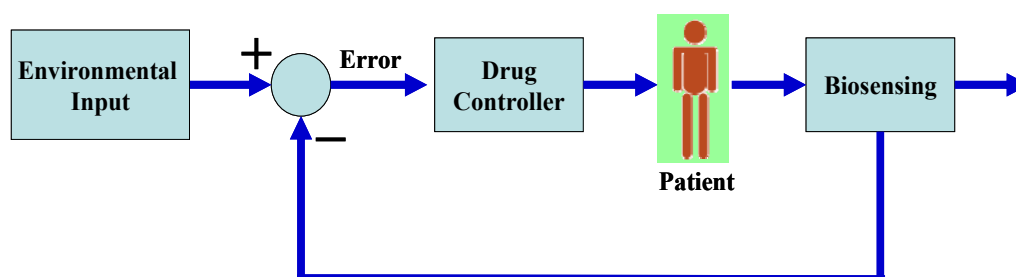 Environmental
Input
+
Error
−
Drug
Controller
Patient
Biosensing